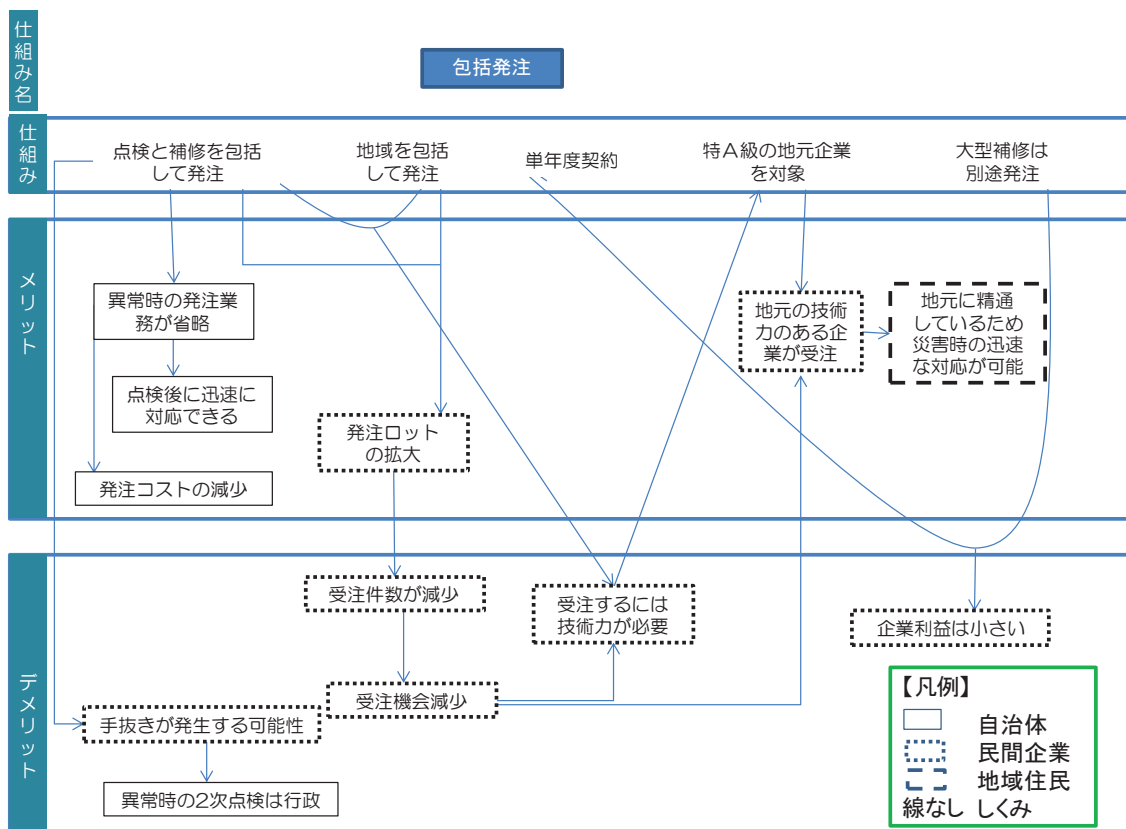 仕組み名
包括発注
仕組み
点検と補修を包括
して発注
地域を包括
して発注
単年度契約
特A級の地元企業
を対象
大型補修は
別途発注
メリット
異常時の発注業
務が省略
点検後に迅速に
対応できる
発注コストの減少
発注ロット
の拡大
地元の技術
力のある企
業が受注
地元に精通
しているため
災害時の迅速
な対応が可能
デメリット
受注件数が減少
受注するには
技術力が必要
企業利益は小さい
受注機会減少
手抜きが発生する可能性
異常時の2次点検は行政
【凡例】
自治体
民間企業
地域住民
線なし しくみ